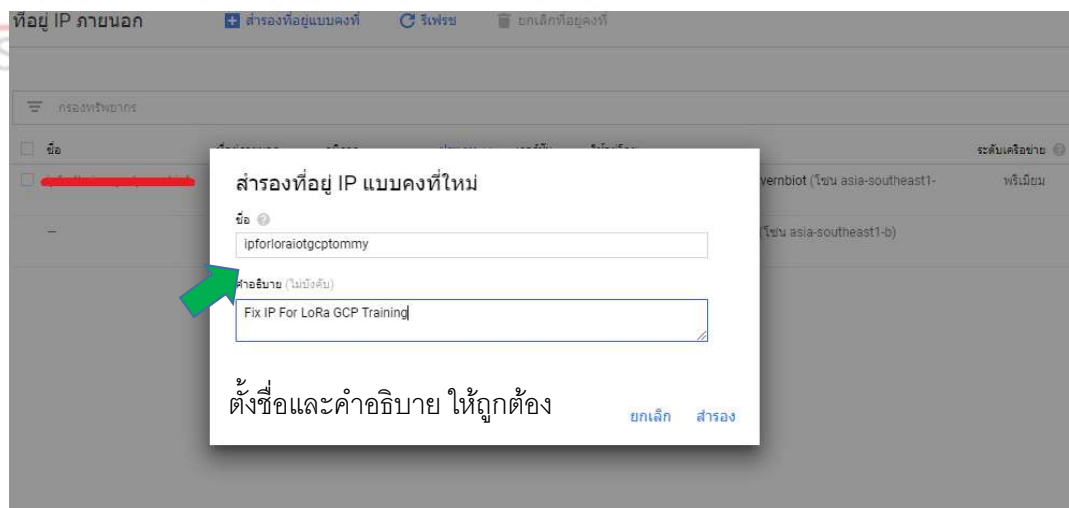 ที่อยู่ IP ภายนอก สำรองที่อยู่แบบคงที่ รีเฟรช ยกเลิกที่อยู่คงที่
กรองทรัพยากร
ชื่อ ระดับเครือข่าย
vernbiot (โซน asia-southeast1- พรีเมียม
–
(โซน asia-southeast1-b)
สำรองที่อยู่ IP แบบคงที่ใหม่
ชื่อ
ipforloraiotgcptommy
คำอธิบาย (ไม่บังคับ)
Fix IP For LoRa GCP Training
ตั้งชื่อและคำอธิบาย ให้ถูกต้อง
ยกเลิก สำรอง